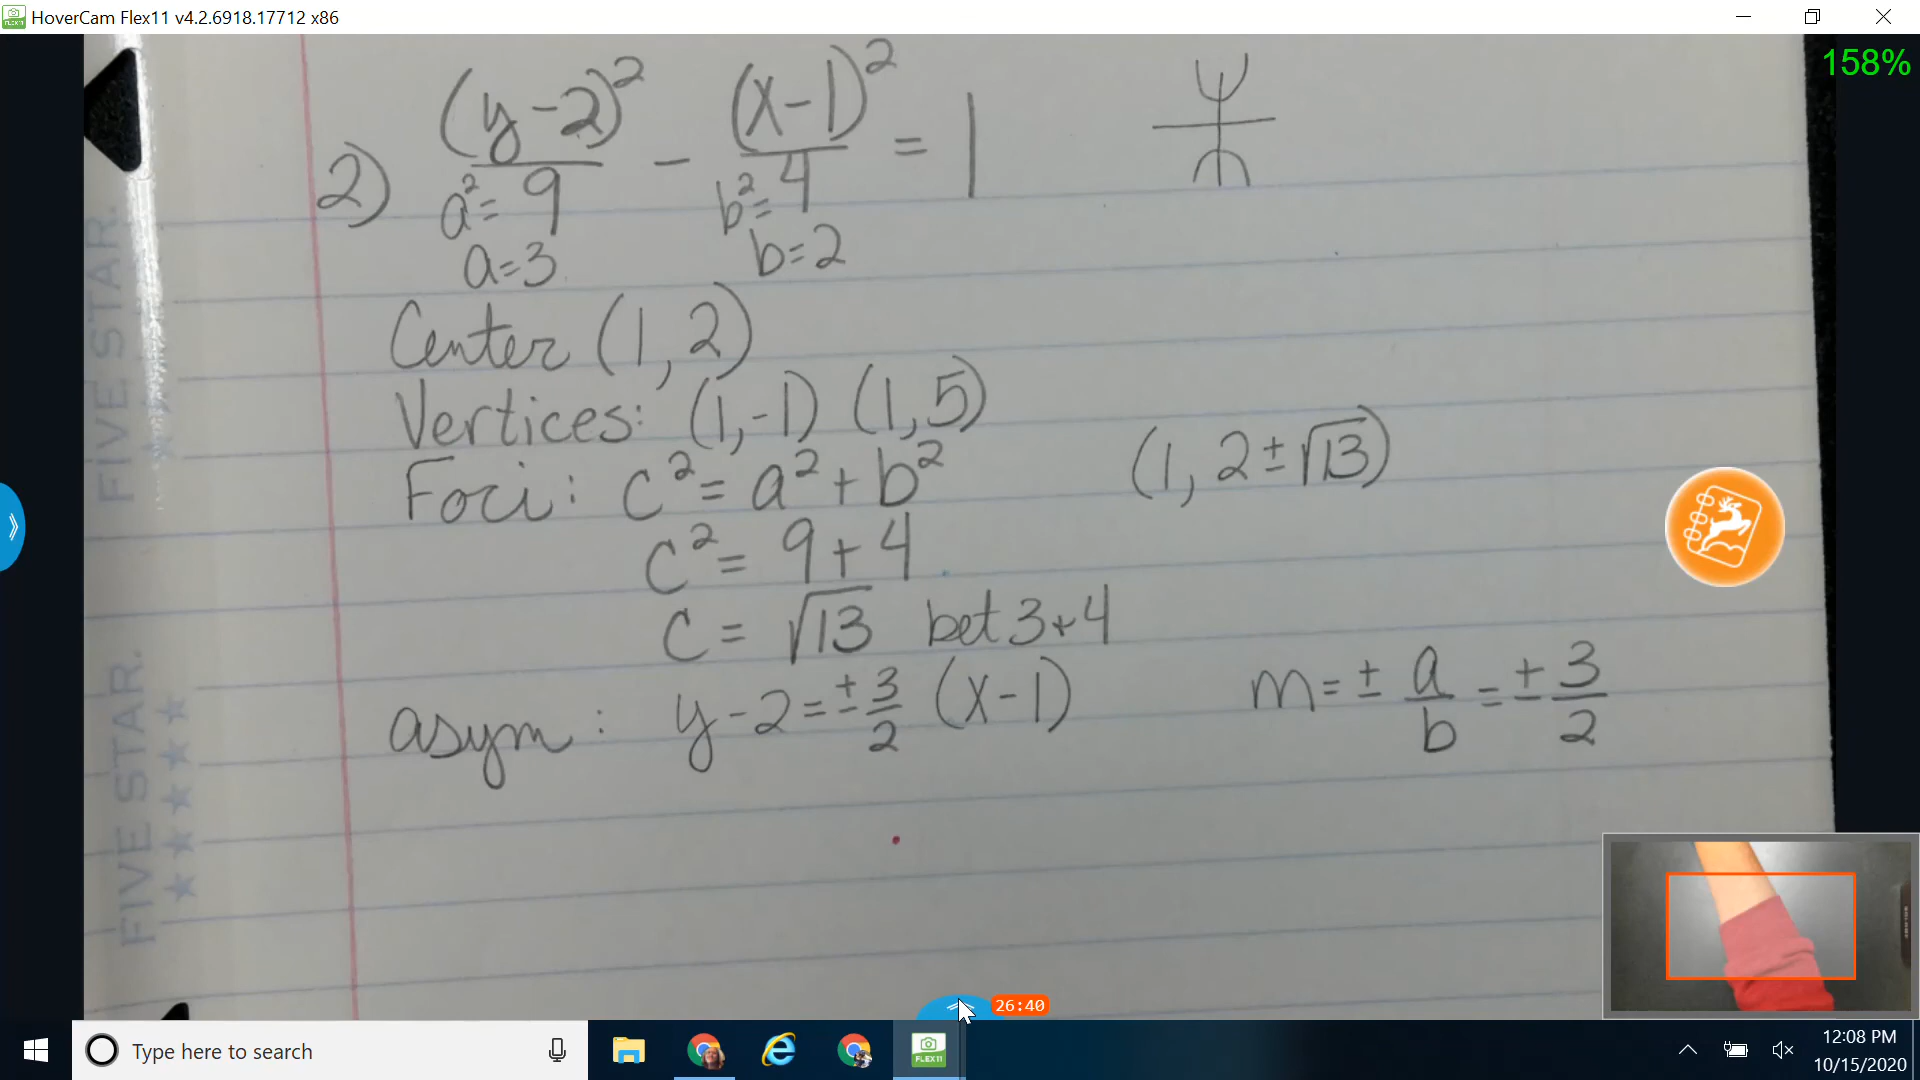 HoverCam Flex11 v4.2.6918.17712 x86
158%
2) (y-2)²/9 - (x-1)²/4 = 1
a² = b² =
a=3 b=2
Center (1, 2)
Vertices: (1,-1) (1,5)
Foci: c² = a² + b² (1, 2±√13)
c² = 9+4
c = √13 bet 3+4
asym: y-2=±3/2 (x-1) m=± a/b = ± 3/2
FIVE STAR.
FIVE STAR.
26:40
Type here to search
FLEX11
12:08 PM
10/15/2020